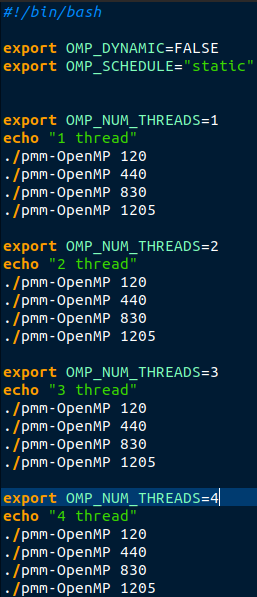 #!/bin/bash
export OMP_DYNAMIC=FALSE
export OMP_SCHEDULE="static"
export OMP_NUM_THREADS=1
echo "1 thread"
./pmm-OpenMP 120
./pmm-OpenMP 440
./pmm-OpenMP 830
./pmm-OpenMP 1205
export OMP_NUM_THREADS=2
echo "2 thread"
./pmm-OpenMP 120
./pmm-OpenMP 440
./pmm-OpenMP 830
./pmm-OpenMP 1205
export OMP_NUM_THREADS=3
echo "3 thread"
./pmm-OpenMP 120
./pmm-OpenMP 440
./pmm-OpenMP 830
./pmm-OpenMP 1205
export OMP_NUM_THREADS=4
echo "4 thread"
./pmm-OpenMP 120
./pmm-OpenMP 440
./pmm-OpenMP 830
./pmm-OpenMP 1205